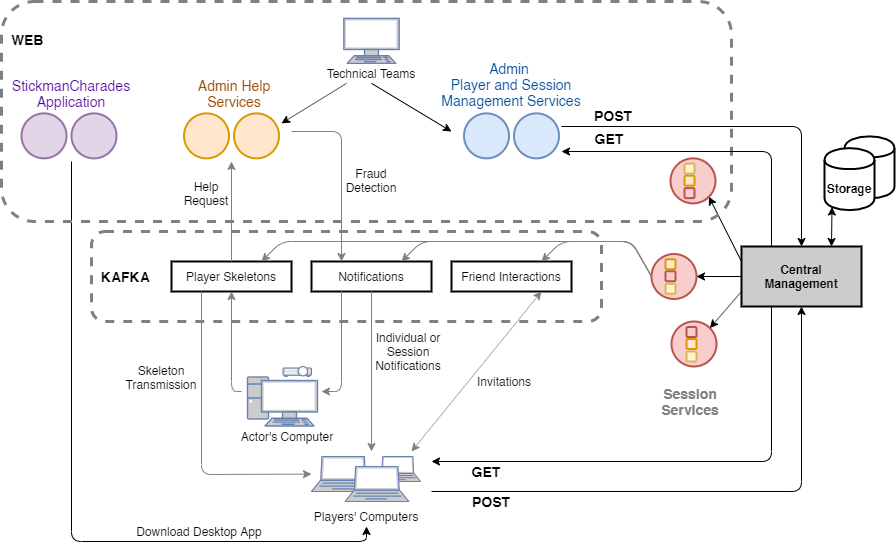 WEB
Technical Teams
StickmanCharades
Application
Admin Help
Services
Admin
Player and Session
Management Services
POST
GET
Help
Request
Fraud
Detection
Storage
KAFKA
Player Skeletons
Notifications
Friend Interactions
Central
Management
Skeleton
Transmission
Individual or
Session
Notifications
Invitations
Session
Services
Actor's Computer
GET
POST
Players' Computers
Download Desktop App